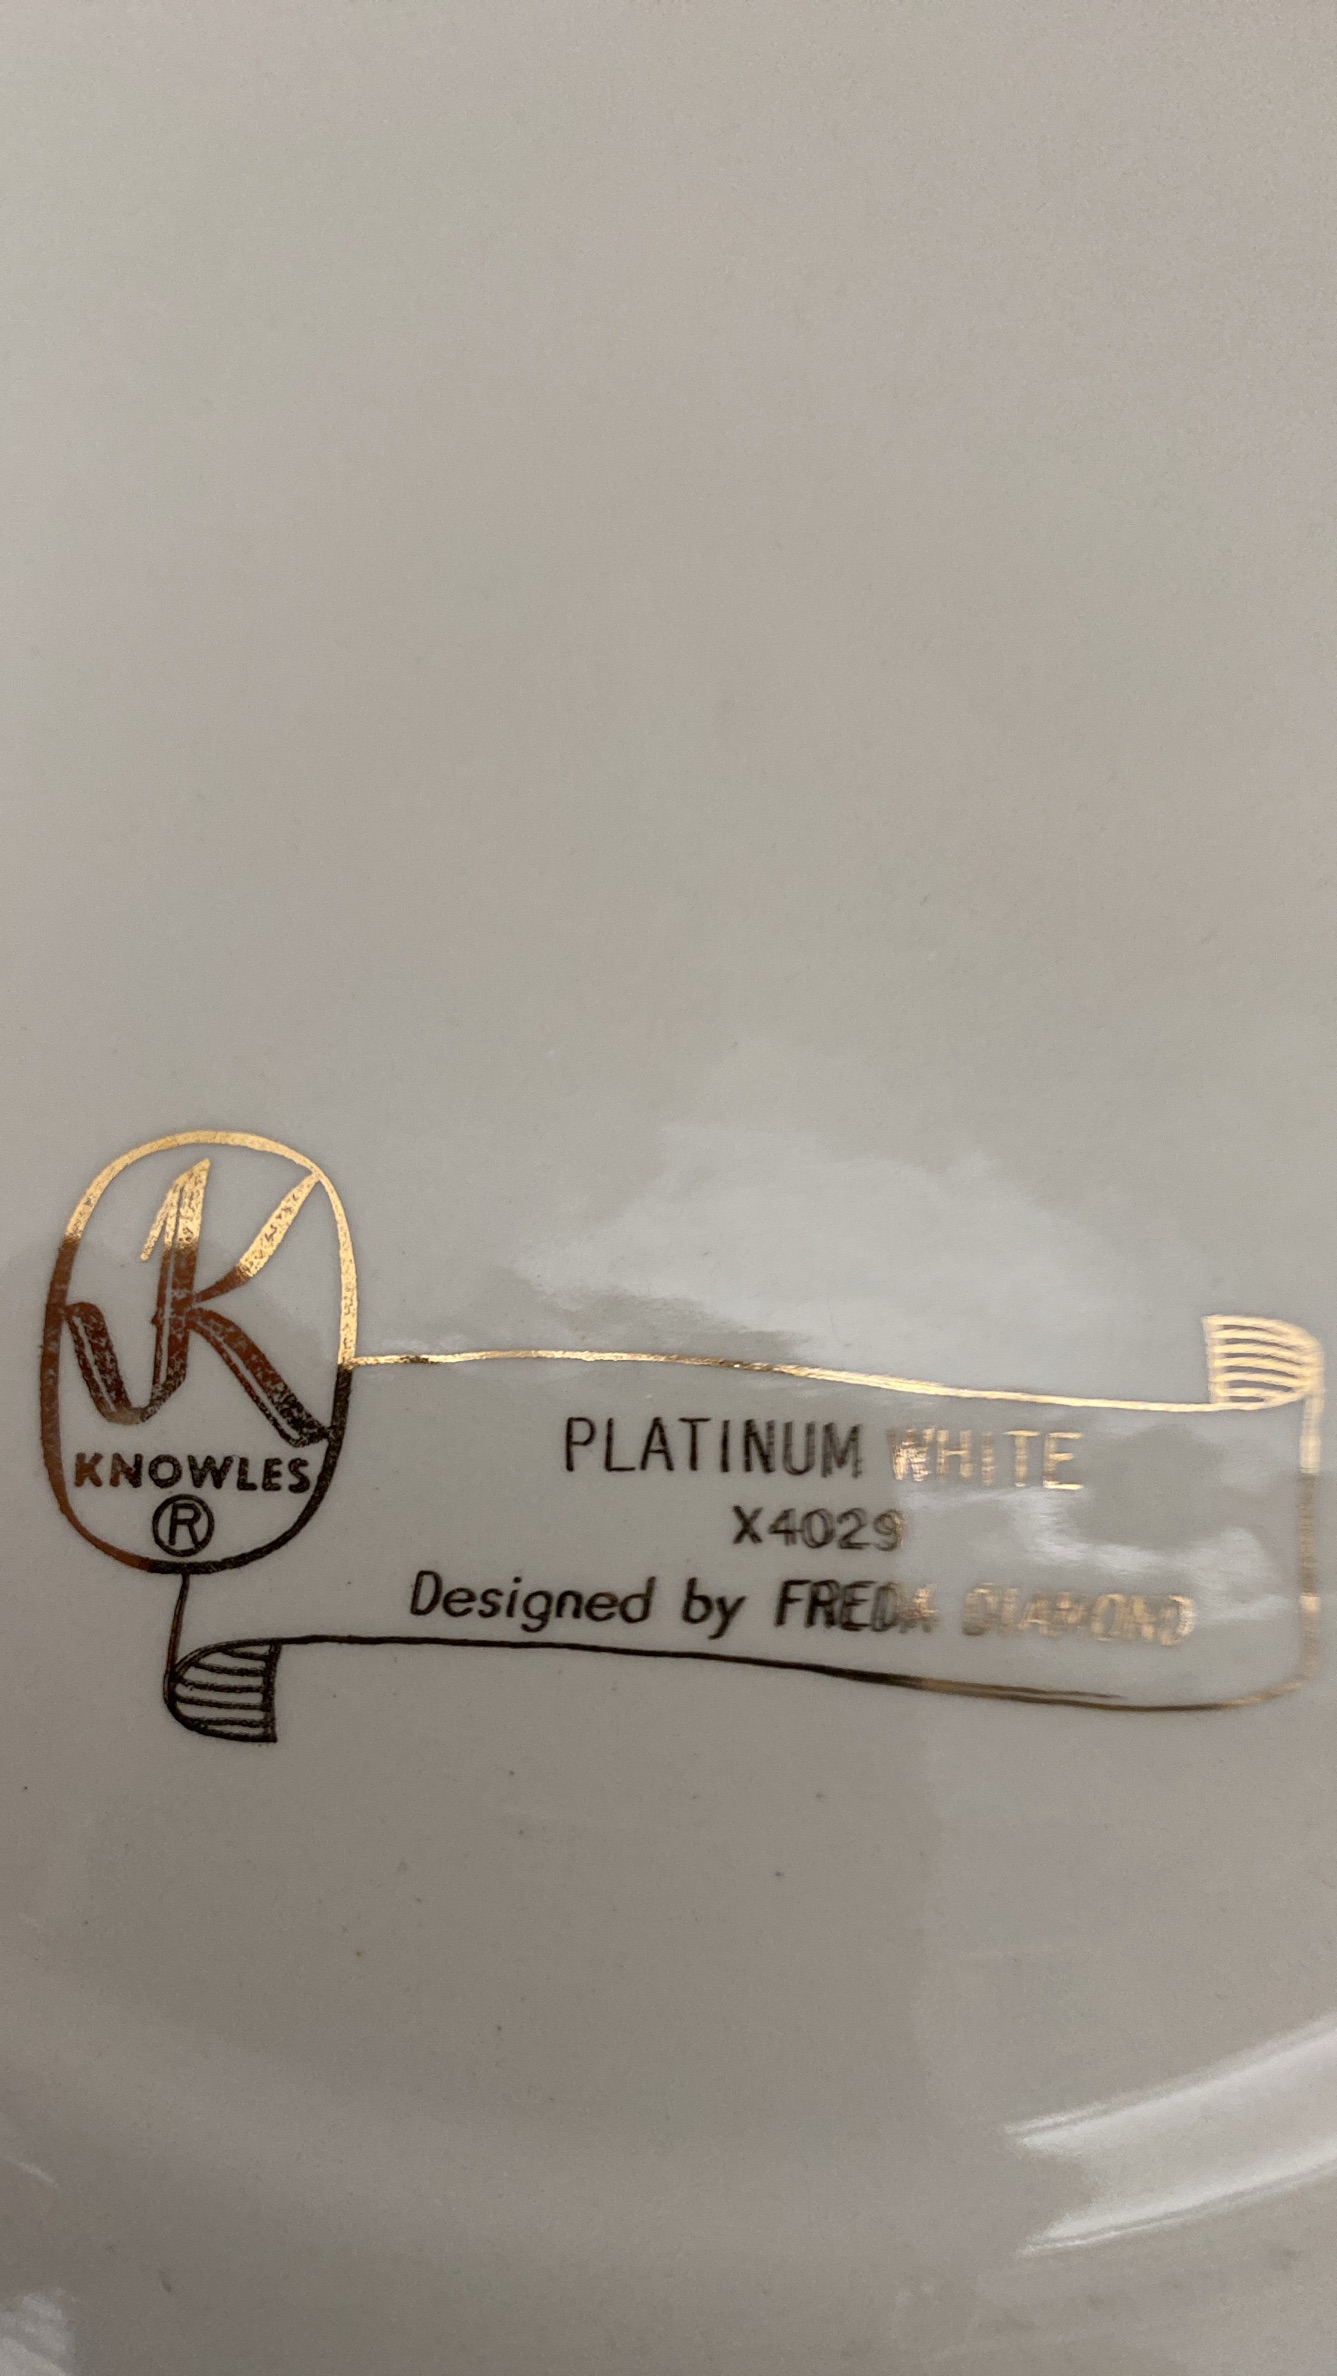 K
KNOWLES
®
PLATINUM WHITE
X4029
Designed by FREDA DIAMOND